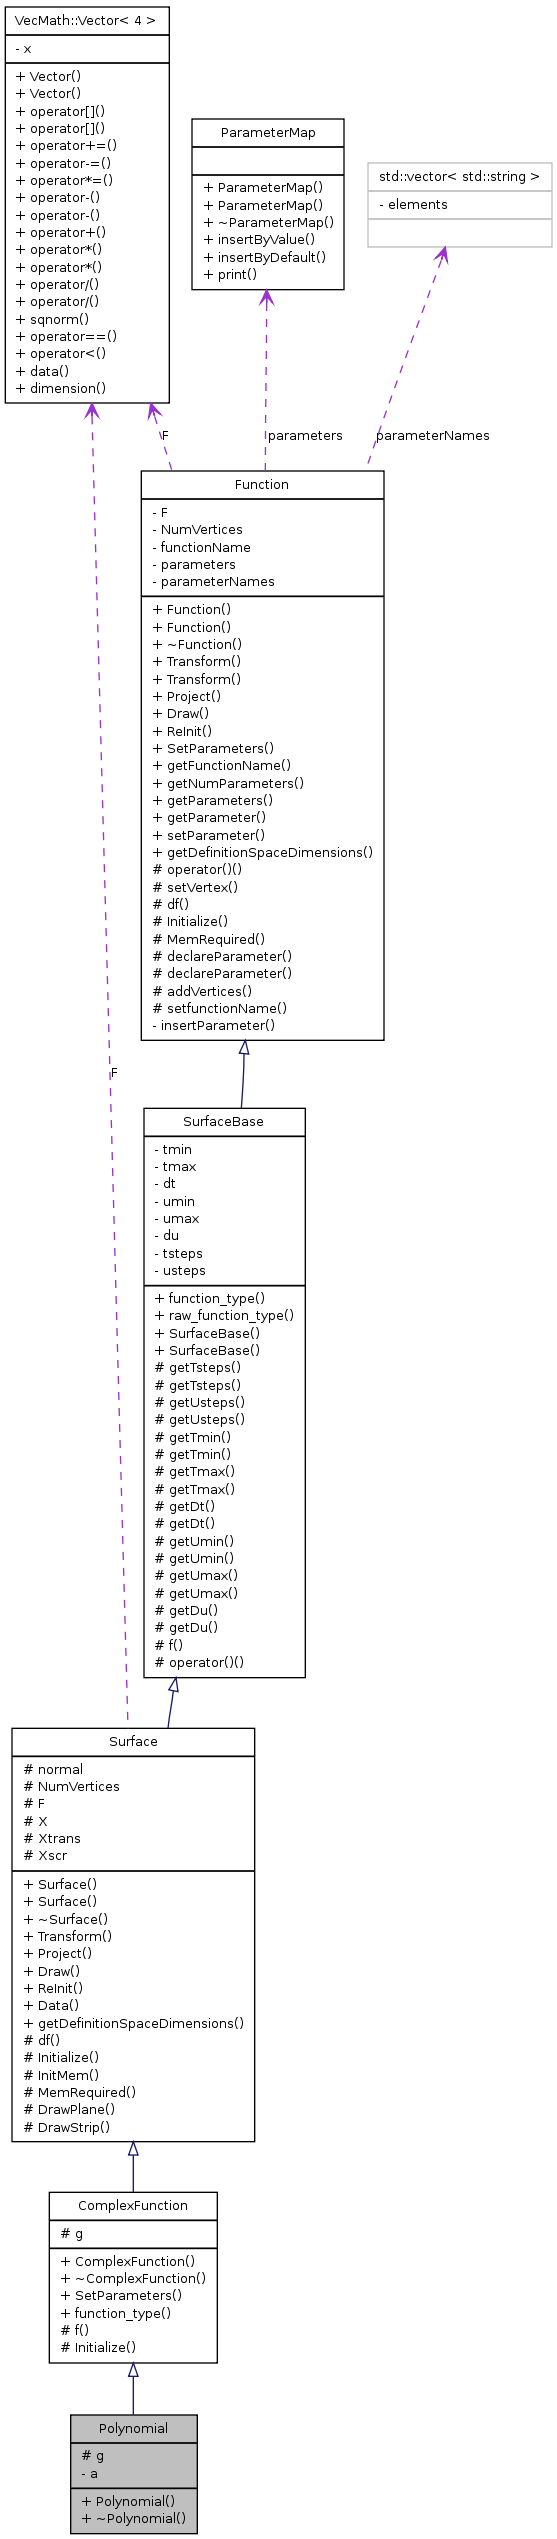 VecMath::Vector< 4 >
- x
+ Vector()
+ Vector()
+ operator[]()
+ operator[]()
+ operator+=()
+ operator-=()
+ operator*=()
+ operator-()
+ operator-()
+ operator+()
+ operator*()
+ operator*()
+ operator/()
+ operator/()
+ sqnorm()
+ operator==()
+ operator<()
+ data()
+ dimension()
ParameterMap
+ ParameterMap()
+ ParameterMap()
+ ~ParameterMap()
+ insertByValue()
+ insertByDefault()
+ print()
std::vector< std::string >
- elements
F
parameters
parameterNames
Function
- F
- NumVertices
- functionName
- parameters
- parameterNames
+ Function()
+ Function()
+ ~Function()
+ Transform()
+ Transform()
+ Project()
+ Draw()
+ ReInit()
+ SetParameters()
+ getFunctionName()
+ getNumParameters()
+ getParameters()
+ getParameter()
+ setParameter()
+ getDefinitionSpaceDimensions()
# operator()()
# setVertex()
# df()
# Initialize()
# MemRequired()
# declareParameter()
# declareParameter()
# addVertices()
# setfunctionName()
- insertParameter()
F
SurfaceBase
- tmin
- tmax
- dt
- umin
- umax
- du
- tsteps
- usteps
+ function_type()
+ raw_function_type()
+ SurfaceBase()
+ SurfaceBase()
# getTsteps()
# getTsteps()
# getUsteps()
# getUsteps()
# getTmin()
# getTmin()
# getTmax()
# getTmax()
# getDt()
# getDt()
# getUmin()
# getUmin()
# getUmax()
# getUmax()
# getDu()
# getDu()
# f()
# operator()()
Surface
# normal
# NumVertices
# F
# X
# Xtrans
# Xscr
+ Surface()
+ Surface()
+ ~Surface()
+ Transform()
+ Project()
+ Draw()
+ ReInit()
+ Data()
+ getDefinitionSpaceDimensions()
# df()
# Initialize()
# InitMem()
# MemRequired()
# DrawPlane()
# DrawStrip()
ComplexFunction
# g
+ ComplexFunction()
+ ~ComplexFunction()
+ SetParameters()
+ function_type()
# f()
# Initialize()
Polynomial
# g
- a
+ Polynomial()
+ ~Polynomial()